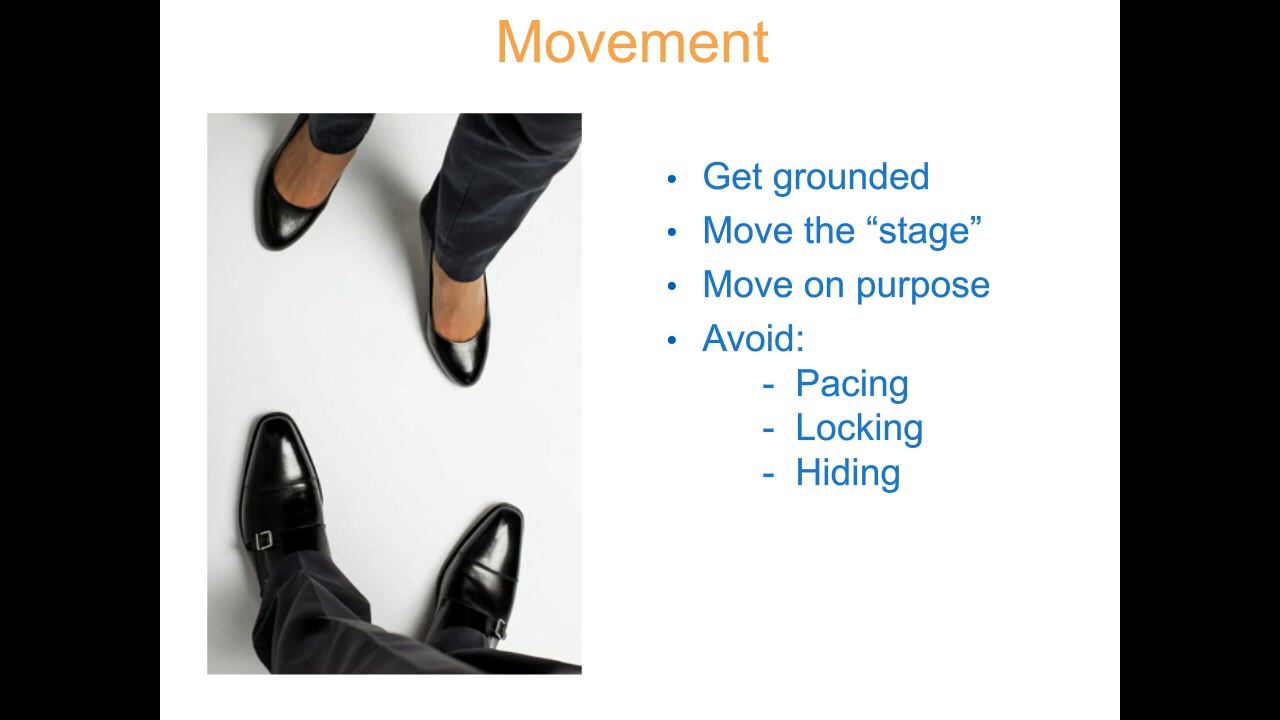 Movement
• Get grounded
• Move the “stage”
• Move on purpose
• Avoid:
- Pacing
- Locking
- Hiding